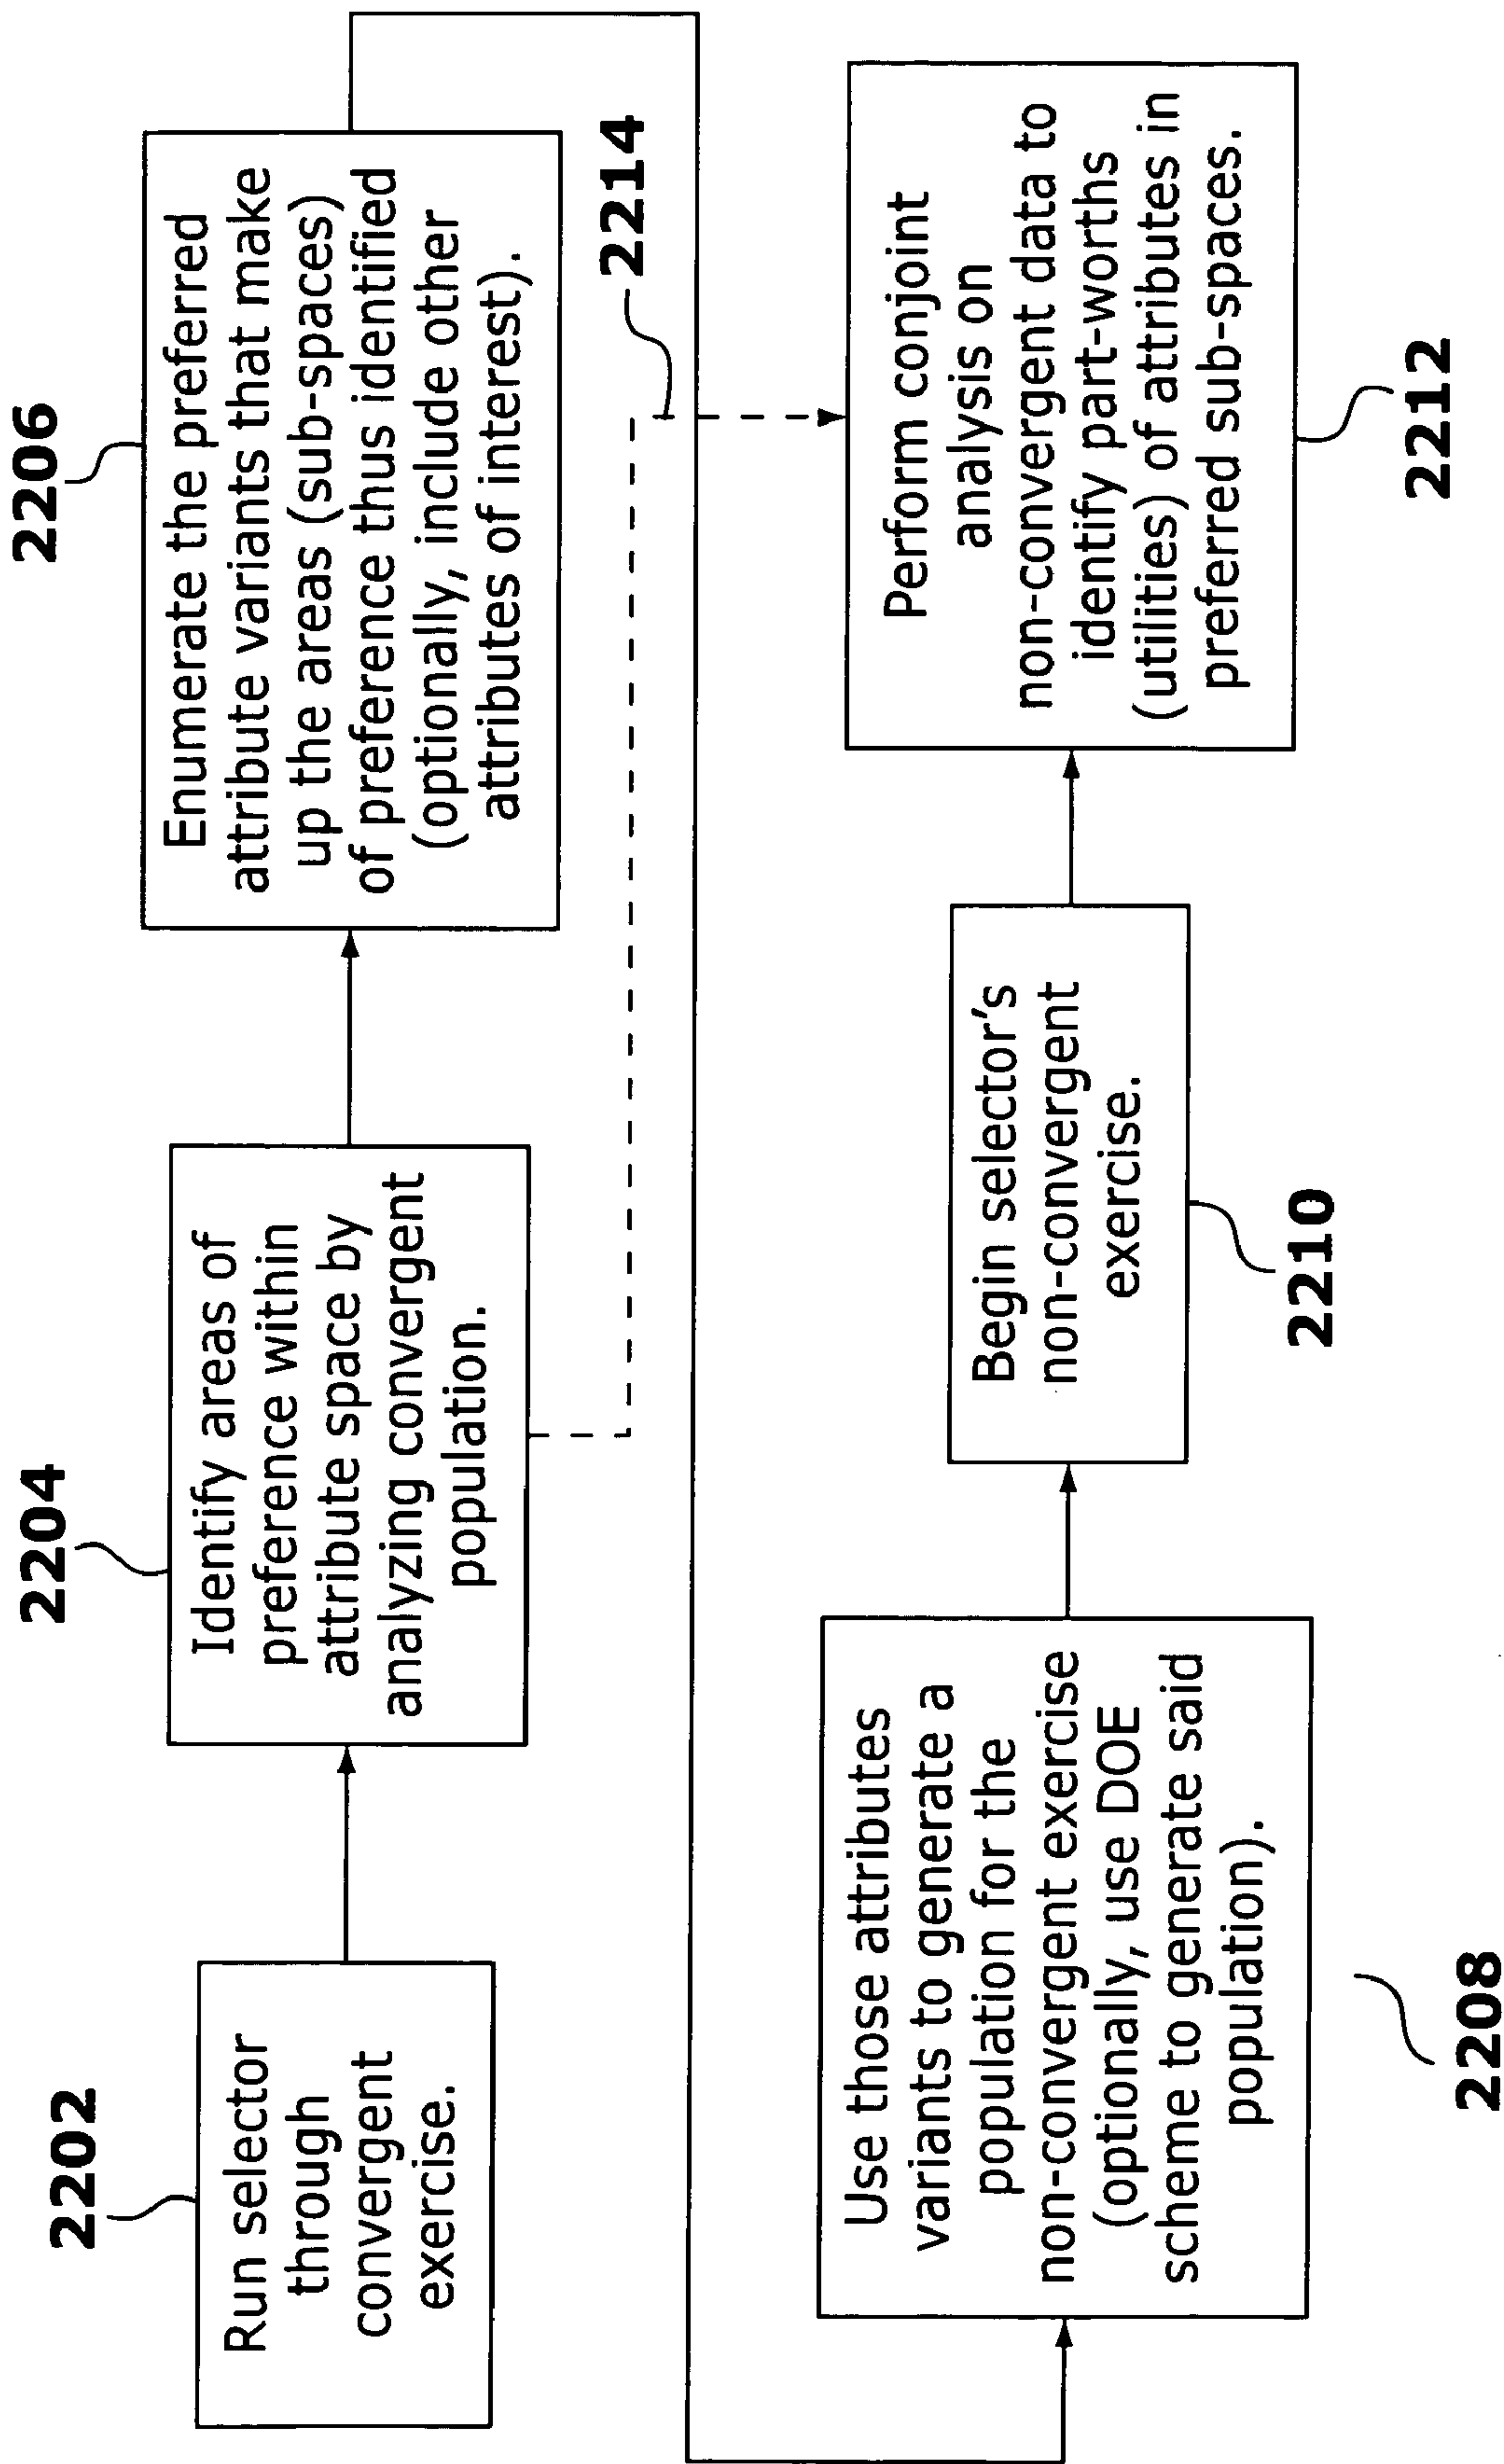 2202
Run selector
through
convergent
exercise.
2204
Identify areas of
preference within
attribute space by
analyzing convergent
population.
2206
Enumerate the preferred
attribute variants that make
up the areas (sub-spaces)
of preference thus identified
(optionally, include other
attributes of interest).
2214
Use those attributes
variants to generate a
population for the
non-convergent exercise
(optionally, use DOE
scheme to generate said
population).
2208
Begin selector's
non-convergent
exercise.
2210
Perform conjoint
analysis on
non-convergent data to
identify part-worths
(utilities) of attributes in
preferred sub-spaces.
2212